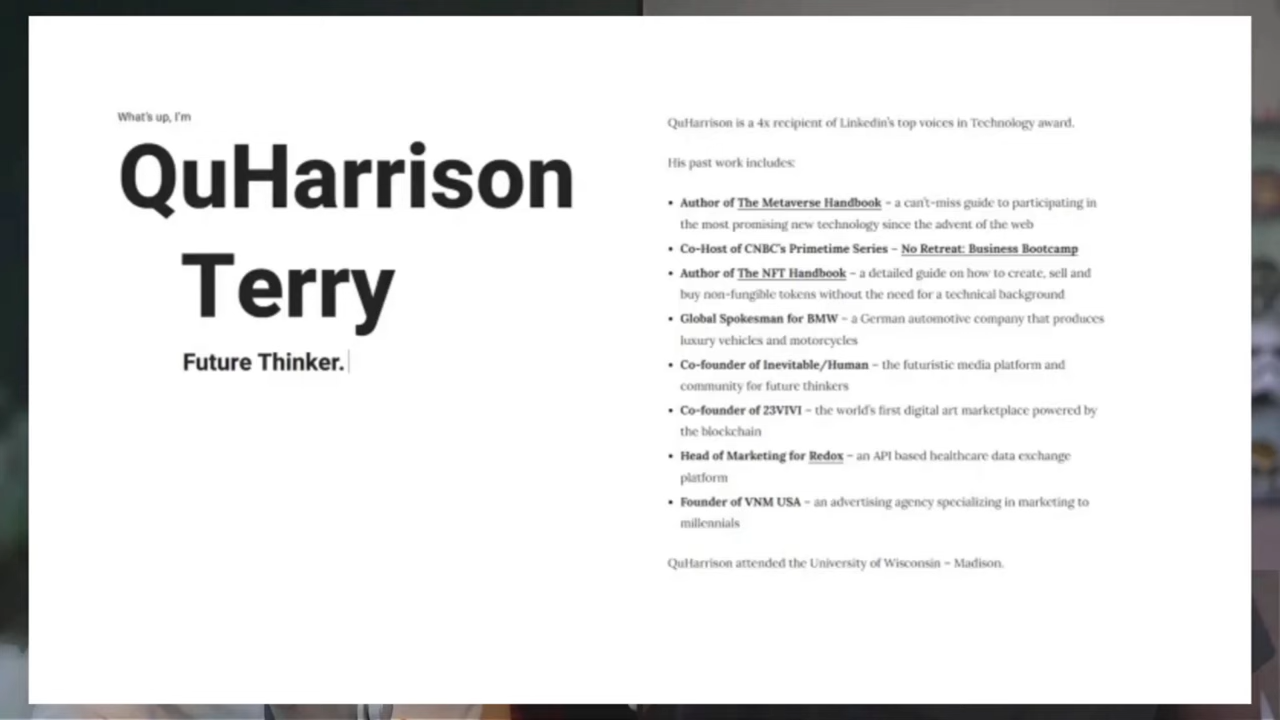 What's up, I'm
QuHarrison
Terry
Future Thinker.
QuHarrison is a 4x recipient of Linkedin's top voices in Technology award.
His past work includes:
• Author of The Metaverse Handbook – a can't-miss guide to participating in
the most promising new technology since the advent of the web
• Co-Host of CNBC's Primetime Series – No Retreat: Business Bootcamp
• Author of The NFT Handbook – a detailed guide on how to create, sell and
buy non-fungible tokens without the need for a technical background
• Global Spokesman for BMW – a German automotive company that produces
luxury vehicles and motorcycles
• Co-founder of Inevitable/Human – the futuristic media platform and
community for future thinkers
• Co-founder of 23VIVI – the world's first digital art marketplace powered by
the blockchain
• Head of Marketing for Redox – an API based healthcare data exchange
platform
• Founder of VNM USA – an advertising agency specializing in marketing to
millennials
QuHarrison attended the University of Wisconsin – Madison.